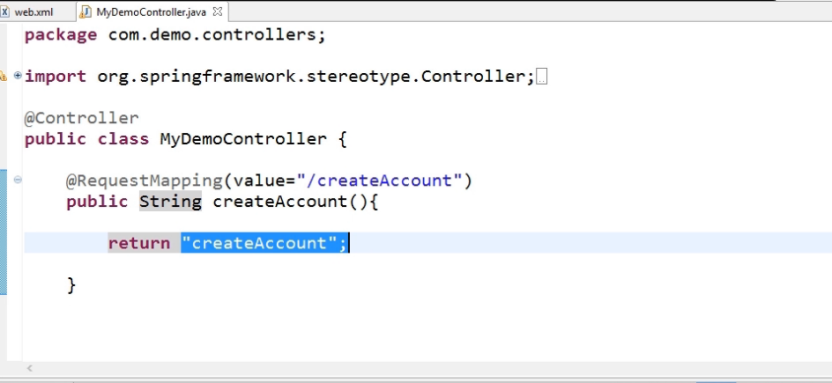 web.xml MyDemoController.java
package com.demo.controllers;
import org.springframework.stereotype.Controller;
@Controller
public class MyDemoController {
@RequestMapping(value="/createAccount")
public String createAccount(){
return "createAccount";
}